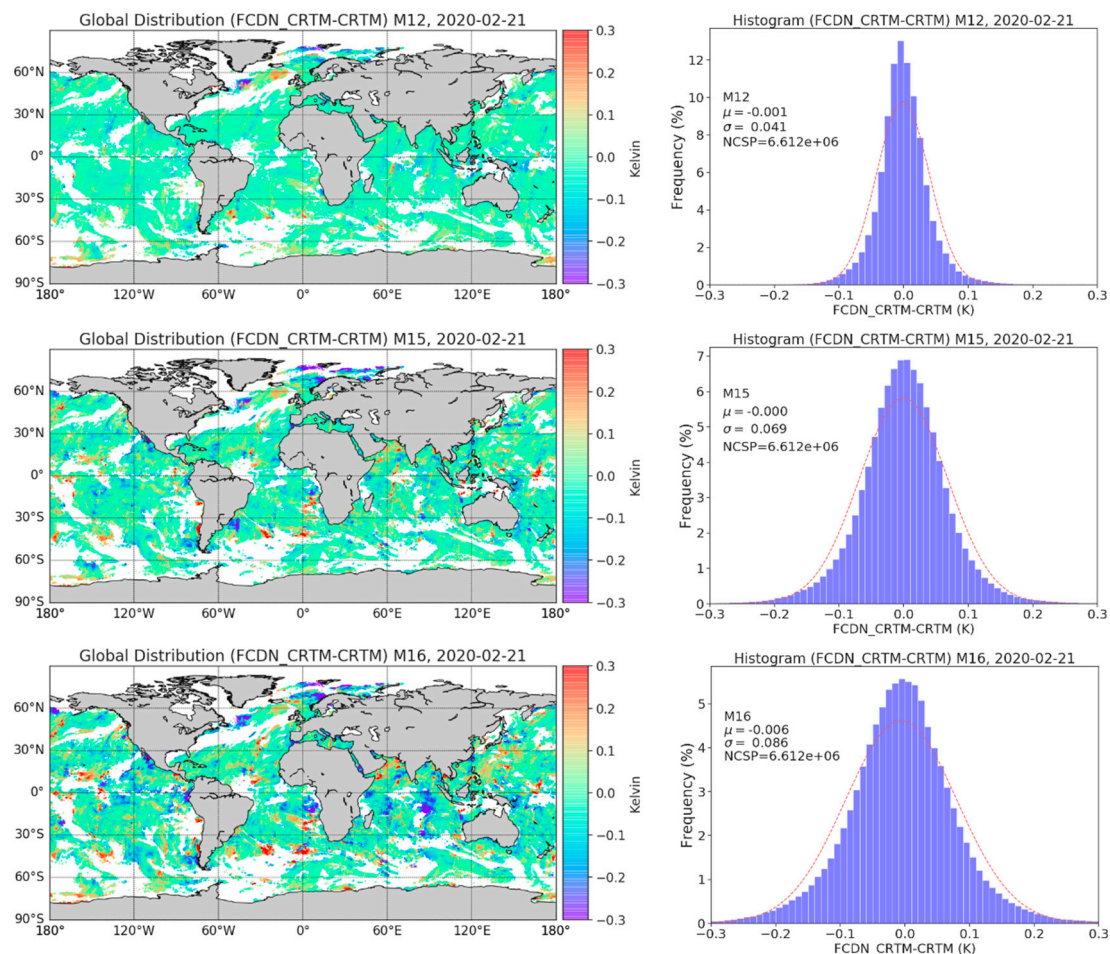 Global Distribution (FCDN_CRTM-CRTM) M12, 2020-02-21
60°N
30°N
0°
30°S
60°S
90°S
180° 120°W 60°W 0° 60°E 120°E 180°
0.3
0.2
0.1
0.0
−0.1
−0.2
−0.3
Kelvin
Histogram (FCDN_CRTM-CRTM) M12, 2020-02-21
M12
μ = -0.001
σ = 0.041
NCSP=6.612e+06
Frequency (%)
12
10
8
6
4
2
0
−0.3 −0.2 −0.1 0.0 0.1 0.2 0.3
FCDN_CRTM-CRTM (K)
Global Distribution (FCDN_CRTM-CRTM) M15, 2020-02-21
60°N
30°N
0°
30°S
60°S
90°S
180° 120°W 60°W 0° 60°E 120°E 180°
0.3
0.2
0.1
0.0
−0.1
−0.2
−0.3
Kelvin
Histogram (FCDN_CRTM-CRTM) M15, 2020-02-21
M15
μ = -0.000
σ = 0.069
NCSP=6.612e+06
Frequency (%)
7
6
5
4
3
2
1
0
−0.3 −0.2 −0.1 0.0 0.1 0.2 0.3
FCDN_CRTM-CRTM (K)
Global Distribution (FCDN_CRTM-CRTM) M16, 2020-02-21
60°N
30°N
0°
30°S
60°S
90°S
180° 120°W 60°W 0° 60°E 120°E 180°
0.3
0.2
0.1
0.0
−0.1
−0.2
−0.3
Kelvin
Histogram (FCDN_CRTM-CRTM) M16, 2020-02-21
M16
μ = -0.006
σ = 0.086
NCSP=6.612e+06
Frequency (%)
5
4
3
2
1
0
−0.3 −0.2 −0.1 0.0 0.1 0.2 0.3
FCDN_CRTM-CRTM (K)